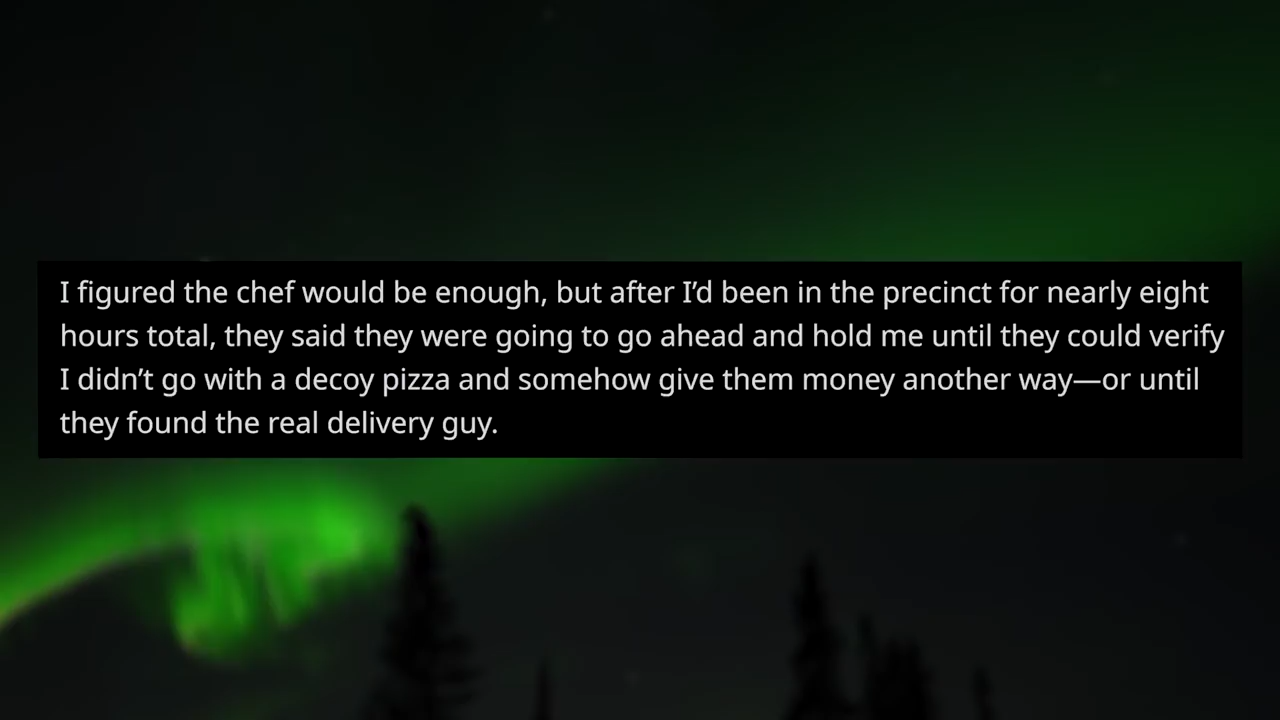 I figured the chef would be enough, but after I’d been in the precinct for nearly eight
hours total, they said they were going to go ahead and hold me until they could verify
I didn’t go with a decoy pizza and somehow give them money another way—or until
they found the real delivery guy.